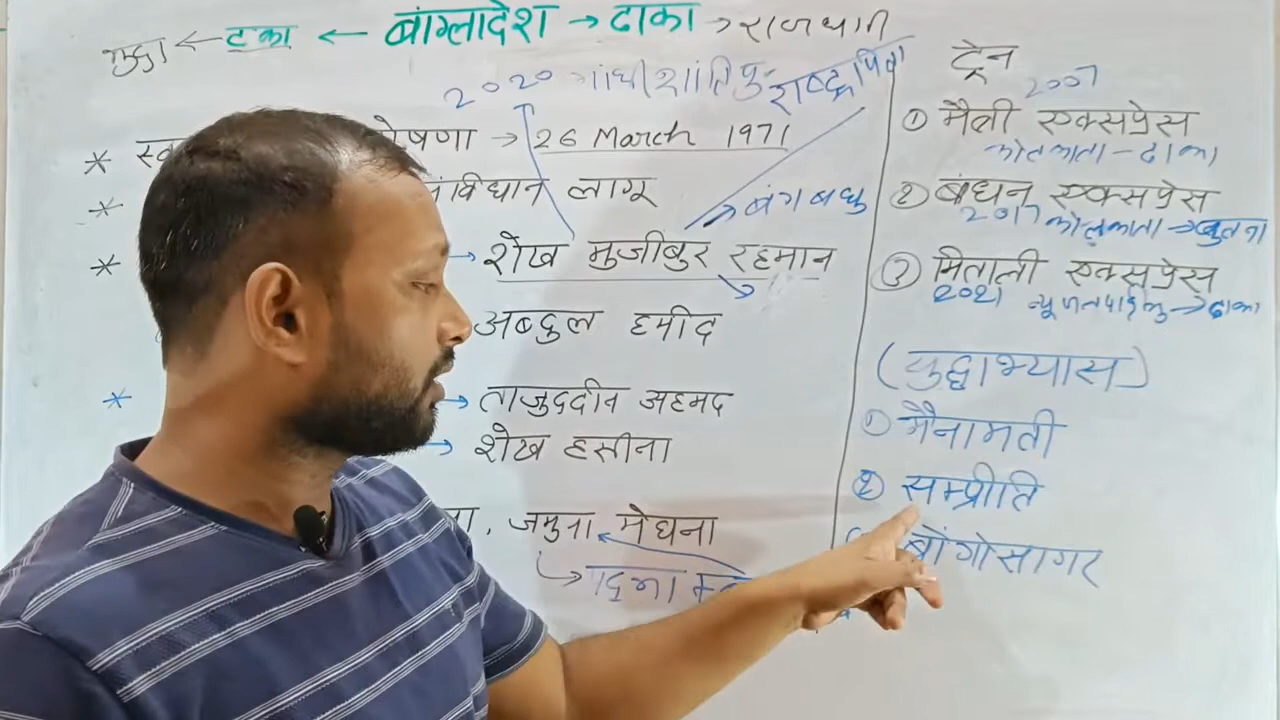 मुद्रा ← टका ← बांग्लादेश → ढाका → राजधानी
२०२० गांधी शांति पु॰ राष्ट्रपिता
* स्व
घोषणा → 26 March 1971
* संविधान लागू
→ बंगबंधु
* → शेख मुजीबुर रहमान
अब्दुल हमीद
* → ताजुद्दीन अहमद
→ शेख हसीना
, जमुना, मेघना
→ पद्मा
ट्रेन
2007
① मैत्री एक्सप्रेस
कोलकाता - ढाका
② बंधन एक्सप्रेस
2017 कोलकाता → खुलना
③ मिताली एक्सप्रेस
2021 न्यू जलपाईगु → ढाका
(युद्धाभ्यास)
① मैनामती
② सम्प्रीति
बोंगोसागर